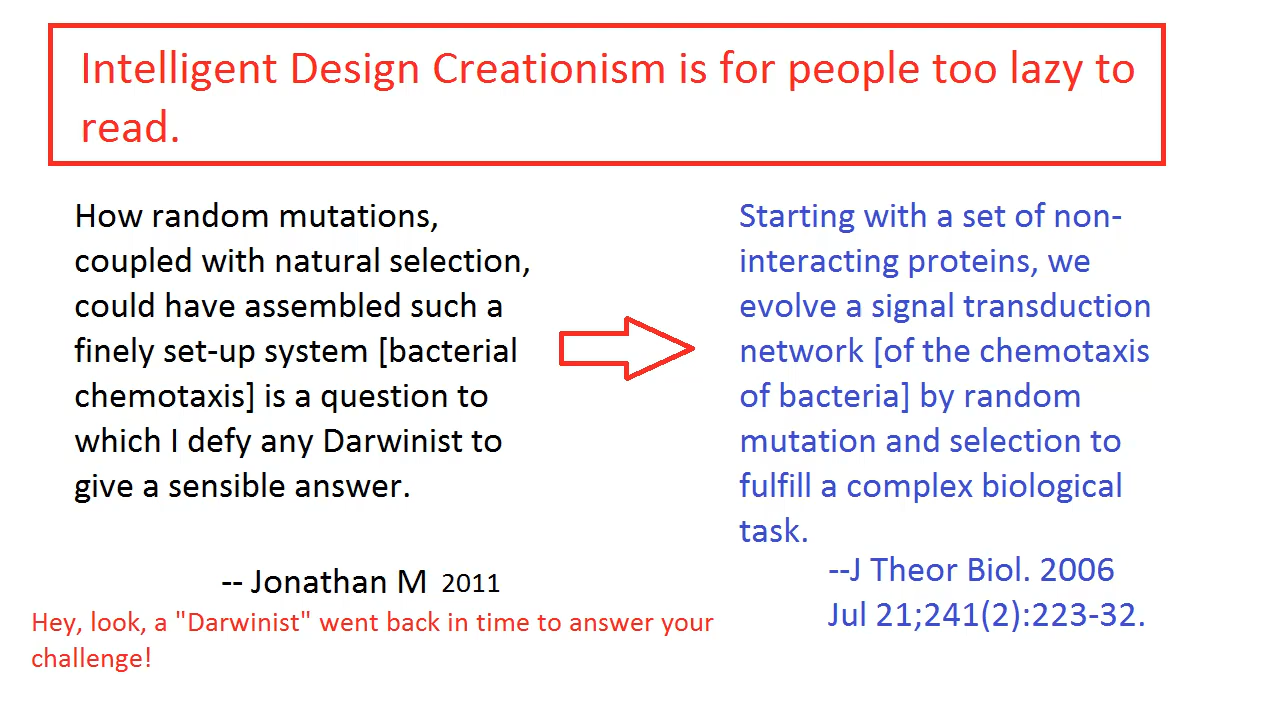 Intelligent Design Creationism is for people too lazy to
read.
How random mutations,
coupled with natural selection,
could have assembled such a
finely set-up system [bacterial
chemotaxis] is a question to
which I defy any Darwinist to
give a sensible answer.
-- Jonathan M 2011
Hey, look, a "Darwinist" went back in time to answer your
challenge!
Starting with a set of non-
interacting proteins, we
evolve a signal transduction
network [of the chemotaxis
of bacteria] by random
mutation and selection to
fulfill a complex biological
task.
--J Theor Biol. 2006
Jul 21;241(2):223-32.